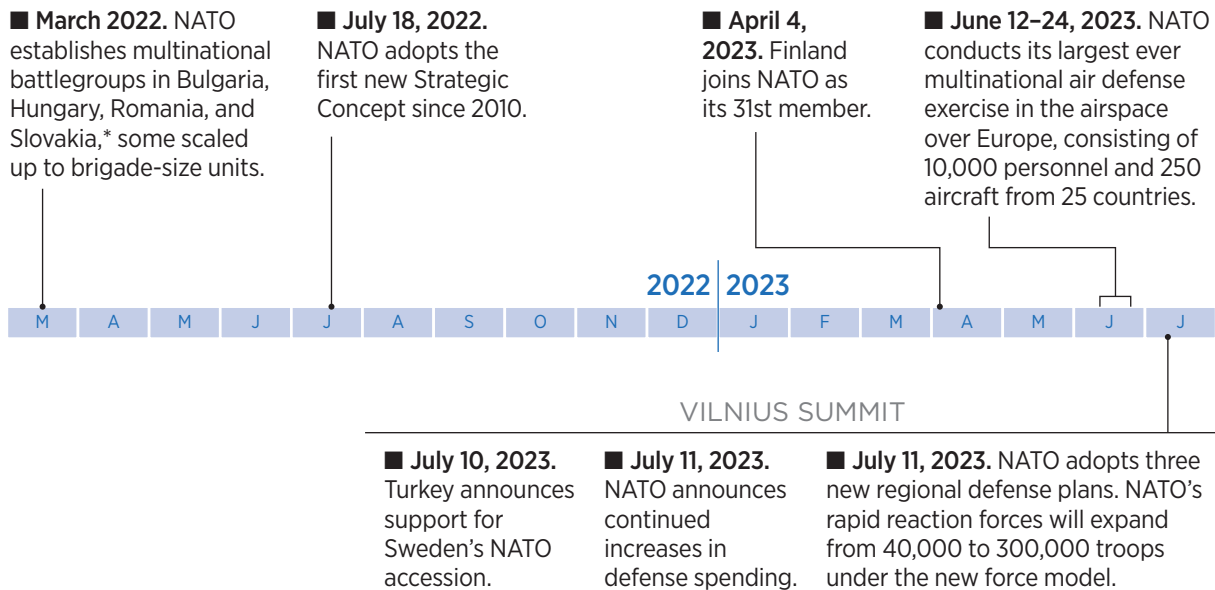 ■ March 2022. NATO
establishes multinational
battlegroups in Bulgaria,
Hungary, Romania, and
Slovakia,* some scaled
up to brigade-size units.
■ July 18, 2022.
NATO adopts the
first new Strategic
Concept since 2010.
■ April 4,
2023. Finland
joins NATO as
its 31st member.
■ June 12–24, 2023. NATO
conducts its largest ever
multinational air defense
exercise in the airspace
over Europe, consisting of
10,000 personnel and 250
aircraft from 25 countries.
2022 2023
M A M J J A S O N D J F M A M J J
VILNIUS SUMMIT
■ July 10, 2023.
Turkey announces
support for
Sweden’s NATO
accession.
■ July 11, 2023.
NATO announces
continued
increases in
defense spending.
■ July 11, 2023. NATO adopts three
new regional defense plans. NATO’s
rapid reaction forces will expand
from 40,000 to 300,000 troops
under the new force model.